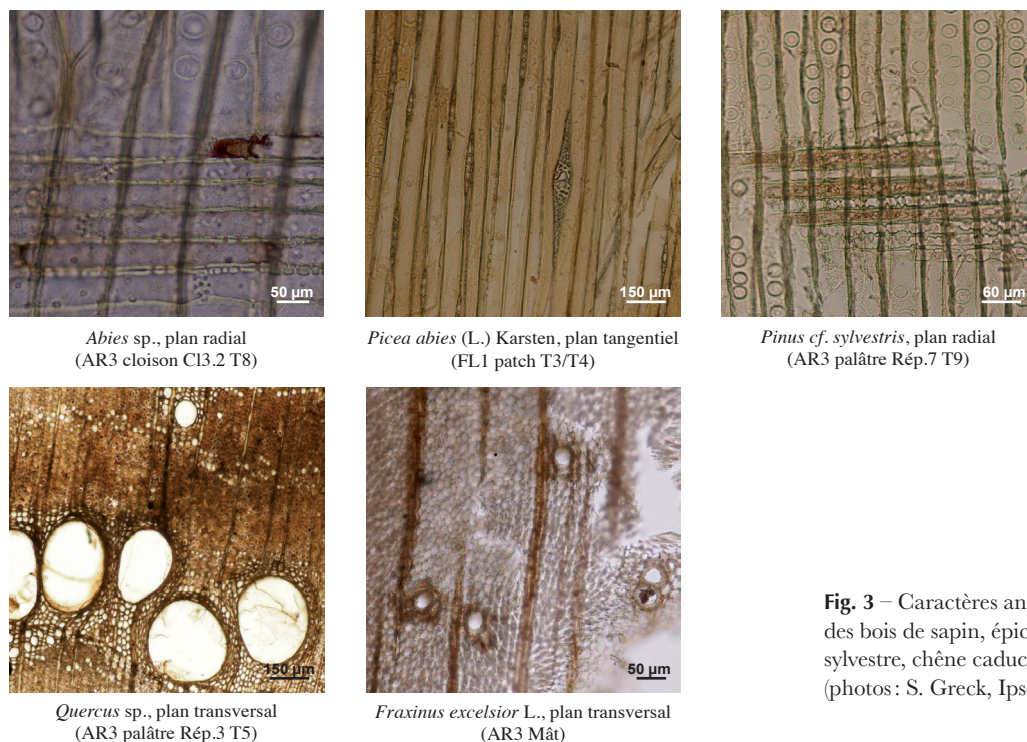 50 µm
150 µm
60 µm
Abies sp., plan radial
(AR3 cloison Cl3.2 T8)
Picea abies (L.) Karsten, plan tangentiel
(FL1 patch T3/T4)
Pinus cf. sylvestris, plan radial
(AR3 palâtre Rép.7 T9)
150 µm
50 µm
Quercus sp., plan transversal
(AR3 palâtre Rép.3 T5)
Fraxinus excelsior L., plan transversal
(AR3 Mât)
Fig. 3 – Caractères an
des bois de sapin, épic
sylvestre, chêne caduc
(photos : S. Greck, Ips